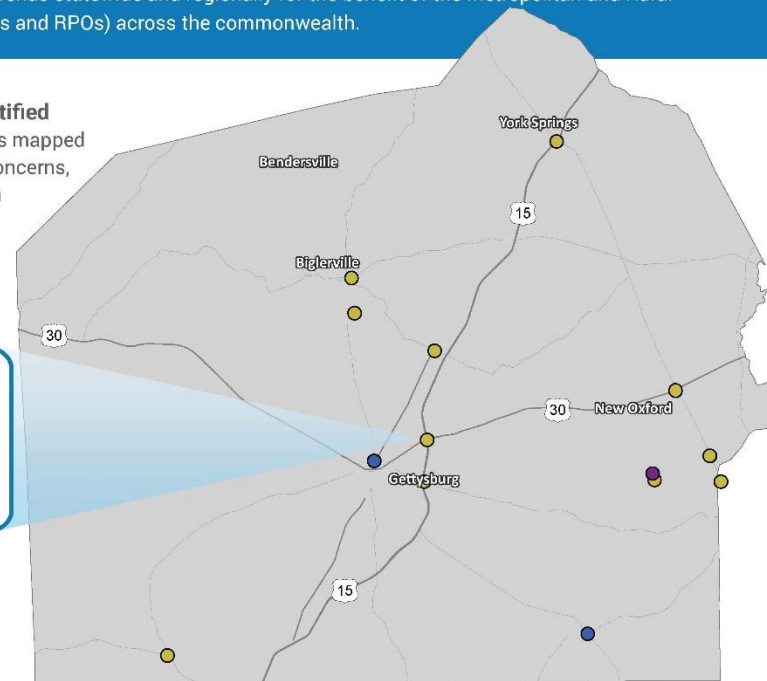 s and RPOs) across the commonwealth.
tified
s mapped
oncerns,
York Springs
Bendersville
15
Biglerville
30
30
New Oxford
Gettysburg
15